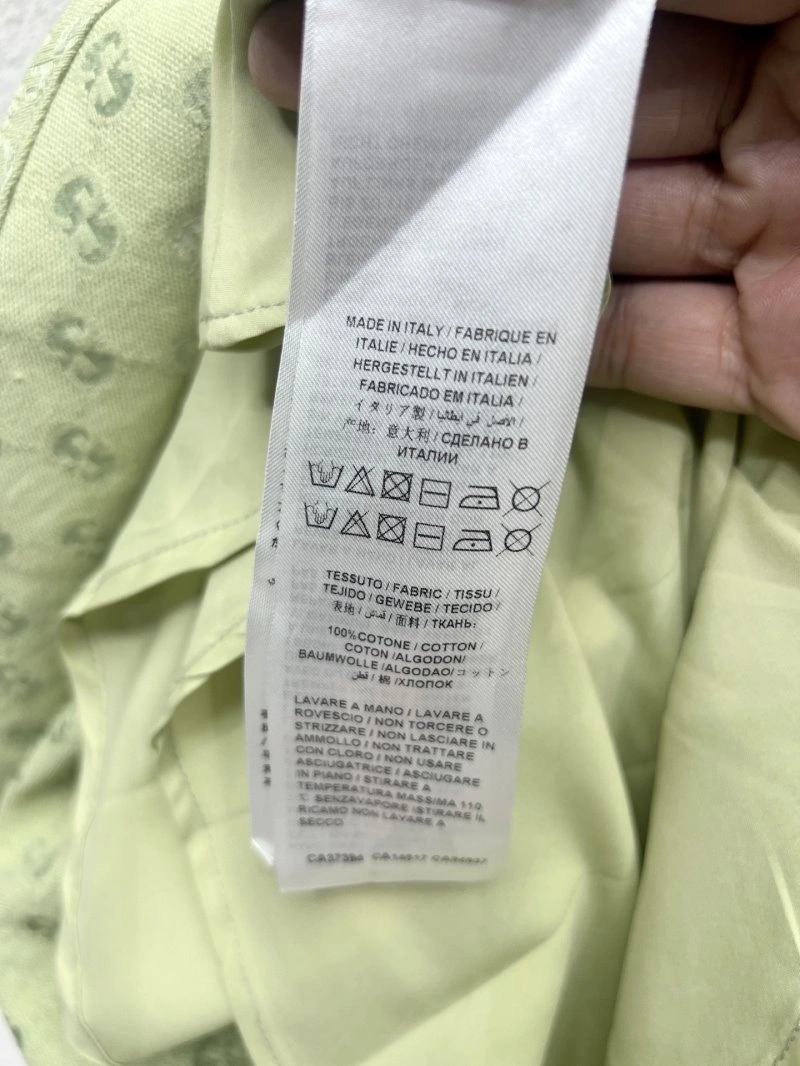 MADE IN ITALY / FABRIQUE EN
ITALIE / HECHO EN ITALIA /
HERGESTELLT IN ITALIEN /
FABRICADO EM ITALIA /
イタリア製 / الاصل في ايطاليا /
产地: 意大利 / СДЕЛАНО В
ИТАЛИИ
TESSUTO / FABRIC / TISSU /
TEJIDO / GEWEBE / TECIDO /
表地 / قماش / 面料 / ТКАНЬ:
100% COTONE / COTTON /
COTON / ALGODON/
BAUMWOLLE / ALGODAO/ コットン
/ قطن / 棉 /ХЛОПОК
LAVARE A MANO / LAVARE A
ROVESCIO / NON TORCERE O
STRIZZARE / NON LASCIARE IN
AMMOLLO / NON TRATTARE
CON CLORO / NON USARE
ASCIUGATRICE / ASCIUGARE
IN PIANO / STIRARE A
TEMPERATURA MASSIMA 110
°C SENZAVAPORE /STIRARE IL
RICAMO NON LAVARE A
SECCO
CA37394